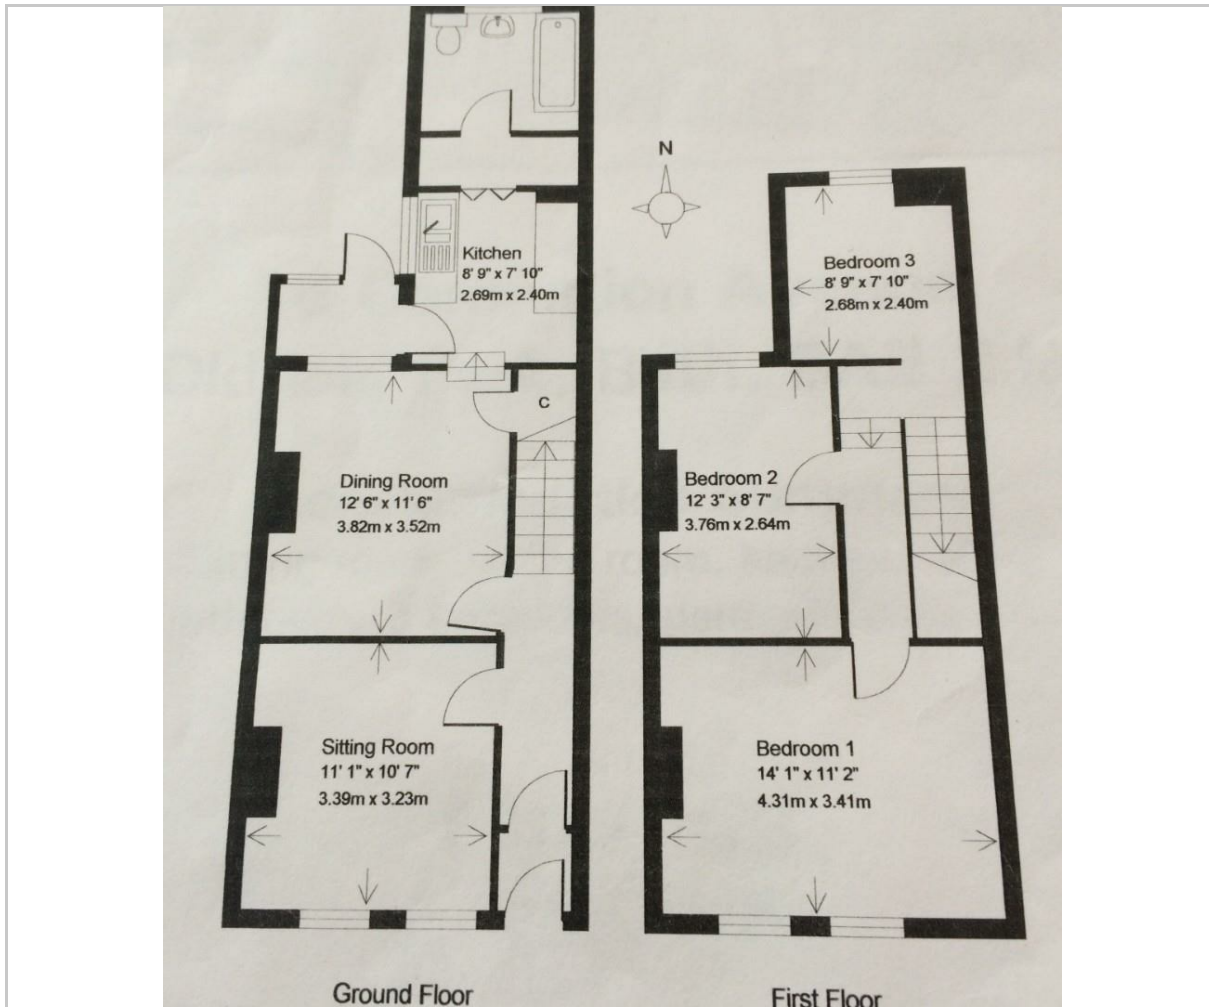 N
Kitchen
8' 9" x 7' 10"
2.69m x 2.40m
C
Dining Room
12' 6" x 11' 6"
3.82m x 3.52m
Sitting Room
11' 1" x 10' 7"
3.39m x 3.23m
Ground Floor
Bedroom 3
8' 9" x 7' 10"
2.68m x 2.40m
Bedroom 2
12' 3" x 8' 7"
3.76m x 2.64m
Bedroom 1
14' 1" x 11' 2"
4.31m x 3.41m
First Floor